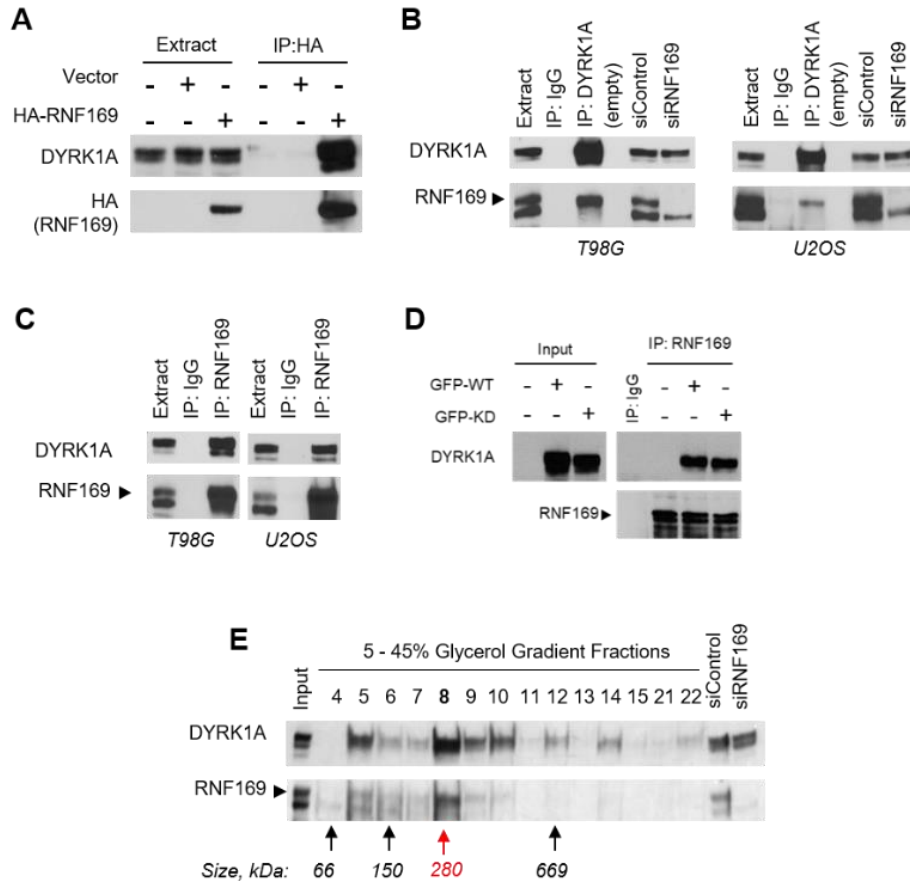 A
Extract IP:HA
Vector - + - - + -
HA-RNF169 - - + - - +
DYRK1A
HA
(RNF169)
B
Extract
IP: IgG
IP: DYRK1A
(empty)
siControl
siRNF169
Extract
IP: IgG
IP: DYRK1A
(empty)
siControl
siRNF169
DYRK1A
RNF169
T98G U2OS
C
Extract
IP: IgG
IP: RNF169
Extract
IP: IgG
IP: RNF169
DYRK1A
RNF169
T98G U2OS
D
Input IP: RNF169
GFP-WT - + - IP: IgG - + -
GFP-KD - - + - - +
DYRK1A
RNF169
E
5 - 45% Glycerol Gradient Fractions
Input 4 5 6 7 8 9 10 11 12 13 14 15 21 22 siControl siRNF169
DYRK1A
RNF169
Size, kDa: 66 150 280 669